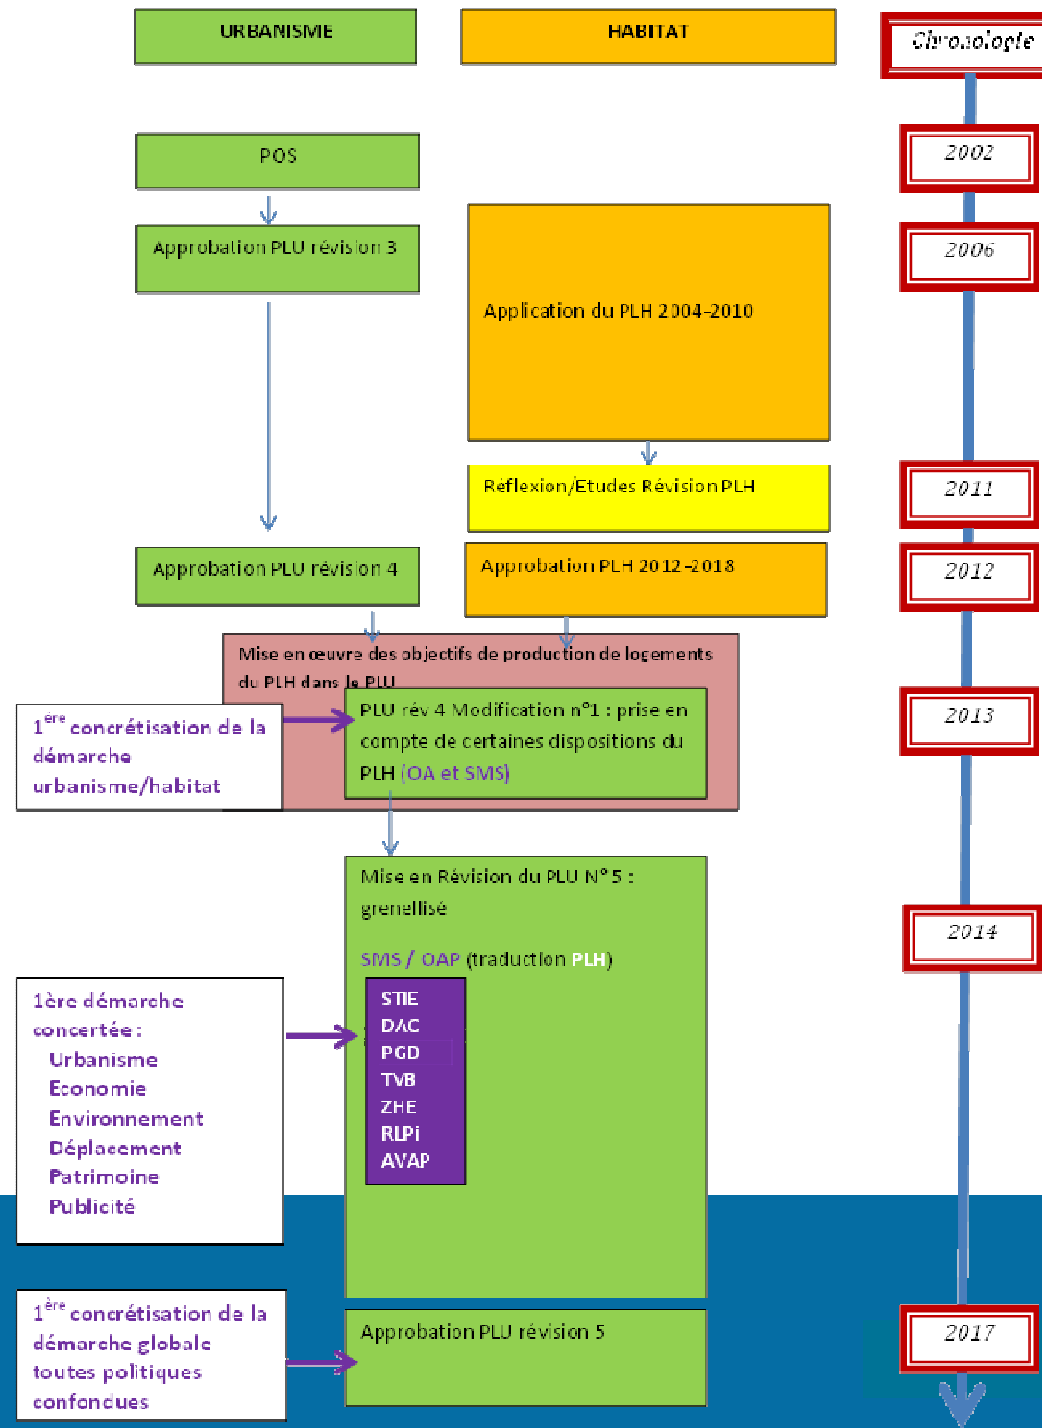 URBANISME
HABITAT
Chronologie
POS
2002
Approbation PLU révision 3
2006
Application du PLH 2004-2010
Réflexion/Etudes Révision PLH
2011
Approbation PLU révision 4
Approbation PLH 2012-2018
2012
Mise en œuvre des objectifs de production de logements
du PLH dans le PLU
1ère concrétisation de la
démarche
urbanisme/habitat
PLU rév 4 Modification n°1 : prise en
compte de certaines dispositions du
PLH (OA et SMS)
2013
Mise en Révision du PLU N° 5 :
grenellisé
SMS / OAP (traduction PLH)
2014
1ère démarche
concertée :
Urbanisme
Economie
Environnement
Déplacement
Patrimoine
Publicité
STIE
DAC
PGD
TVB
ZHE
RLPi
AVAP
1ère concrétisation de la
démarche globale
toutes politiques
confondues
Approbation PLU révision 5
2017